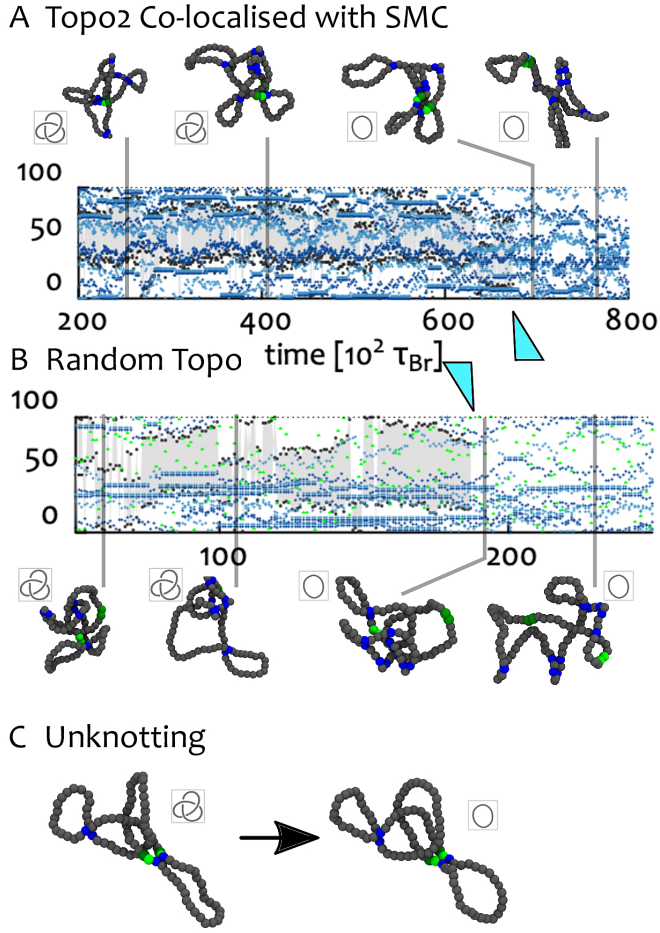 A Topo2 Co-localised with SMC
100
50
0
200 400 600 800
time [10² τBr]
B Random Topo
100
50
0
100 200
C Unknotting